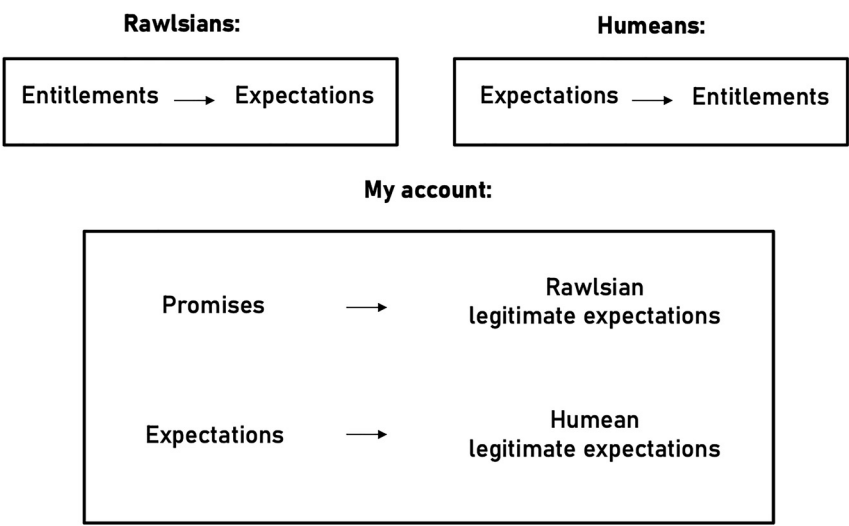 Rawlsians:
Humeans:
Entitlements → Expectations
Expectations → Entitlements
My account:
Promises → Rawlsian
legitimate expectations
Expectations → Humean
legitimate expectations